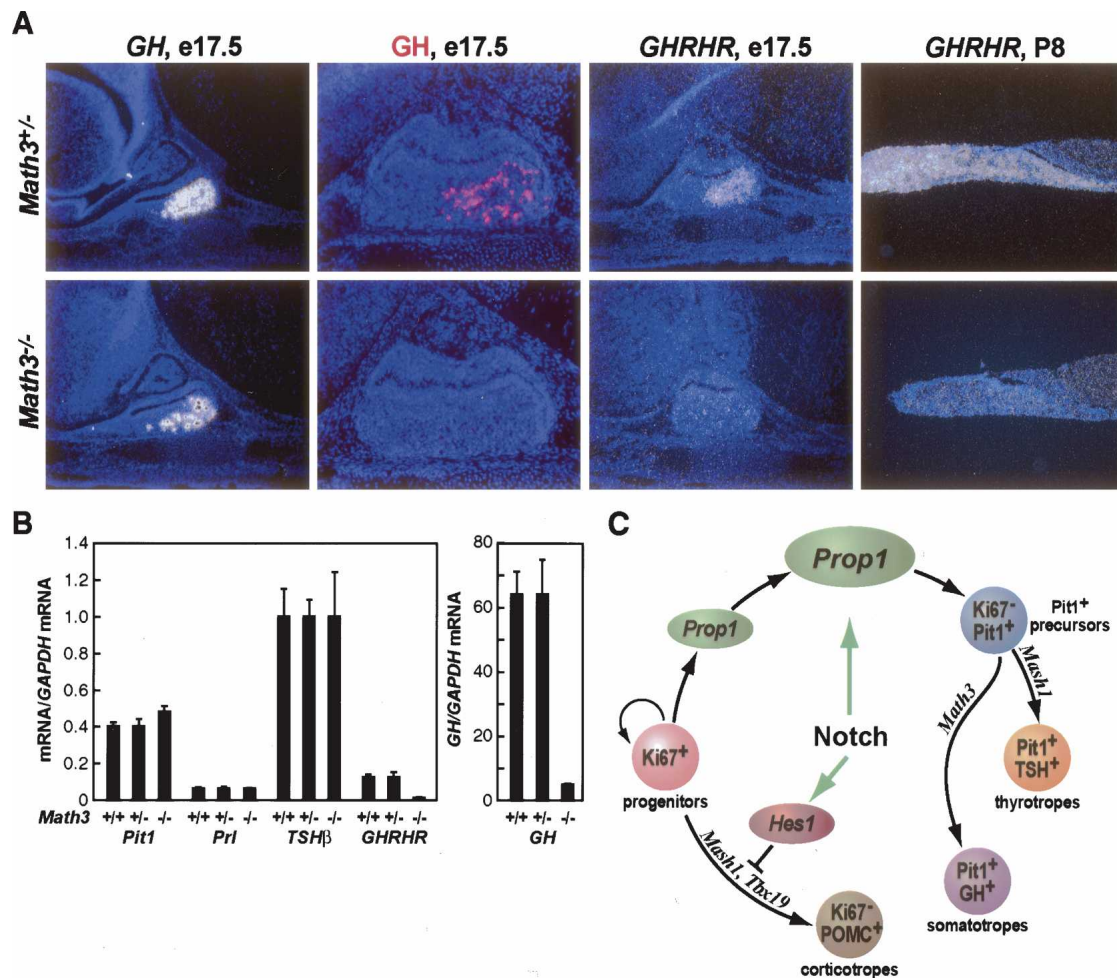 A
GH, e17.5
GH, e17.5
GHRHR, e17.5
GHRHR, P8
Math3+/-
Math3-/-
B
mRNA/GAPDH mRNA
1.4
1.2
1.0
0.8
0.6
0.4
0.2
0
Math3 +/+ +/- -/- +/+ +/- -/- +/+ +/- -/- +/+ +/- -/-
Pit1 Prl TSHβ GHRHR
GH/GAPDH mRNA
80
60
40
20
0
+/+ +/- -/-
GH
C
Prop1
Prop1
Ki67-
Pit1+
Pit1+
precursors
Mash1
Math3
Notch
Ki67+
progenitors
Pit1+
TSH+
thyrotropes
Hes1
Mash1, Tbx19
Pit1+
GH+
somatotropes
Ki67-
POMC+
corticotropes